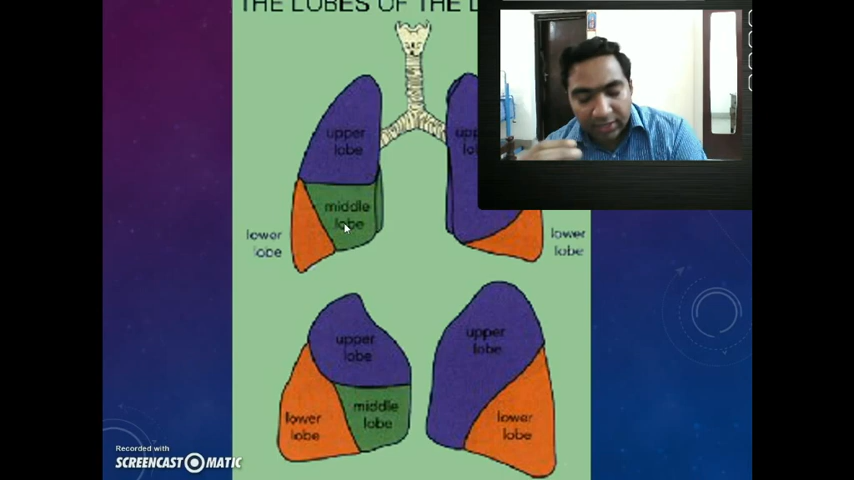 THE LOBES OF THE L
upper
lobe
middle
lobe
lower
lobe
lower
lobe
upper
lobe
middle
lobe
lower
lobe
upper
lobe
lower
lobe
Recorded with
SCREENCAST MATIC